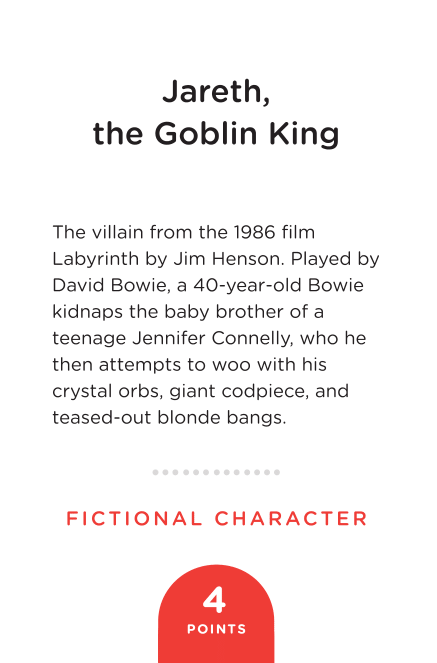 Jareth,
the Goblin King
The villain from the 1986 film
Labyrinth by Jim Henson. Played by
David Bowie, a 40-year-old Bowie
kidnaps the baby brother of a
teenage Jennifer Connelly, who he
then attempts to woo with his
crystal orbs, giant codpiece, and
teased-out blonde bangs.
FICTIONAL CHARACTER
4
POINTS